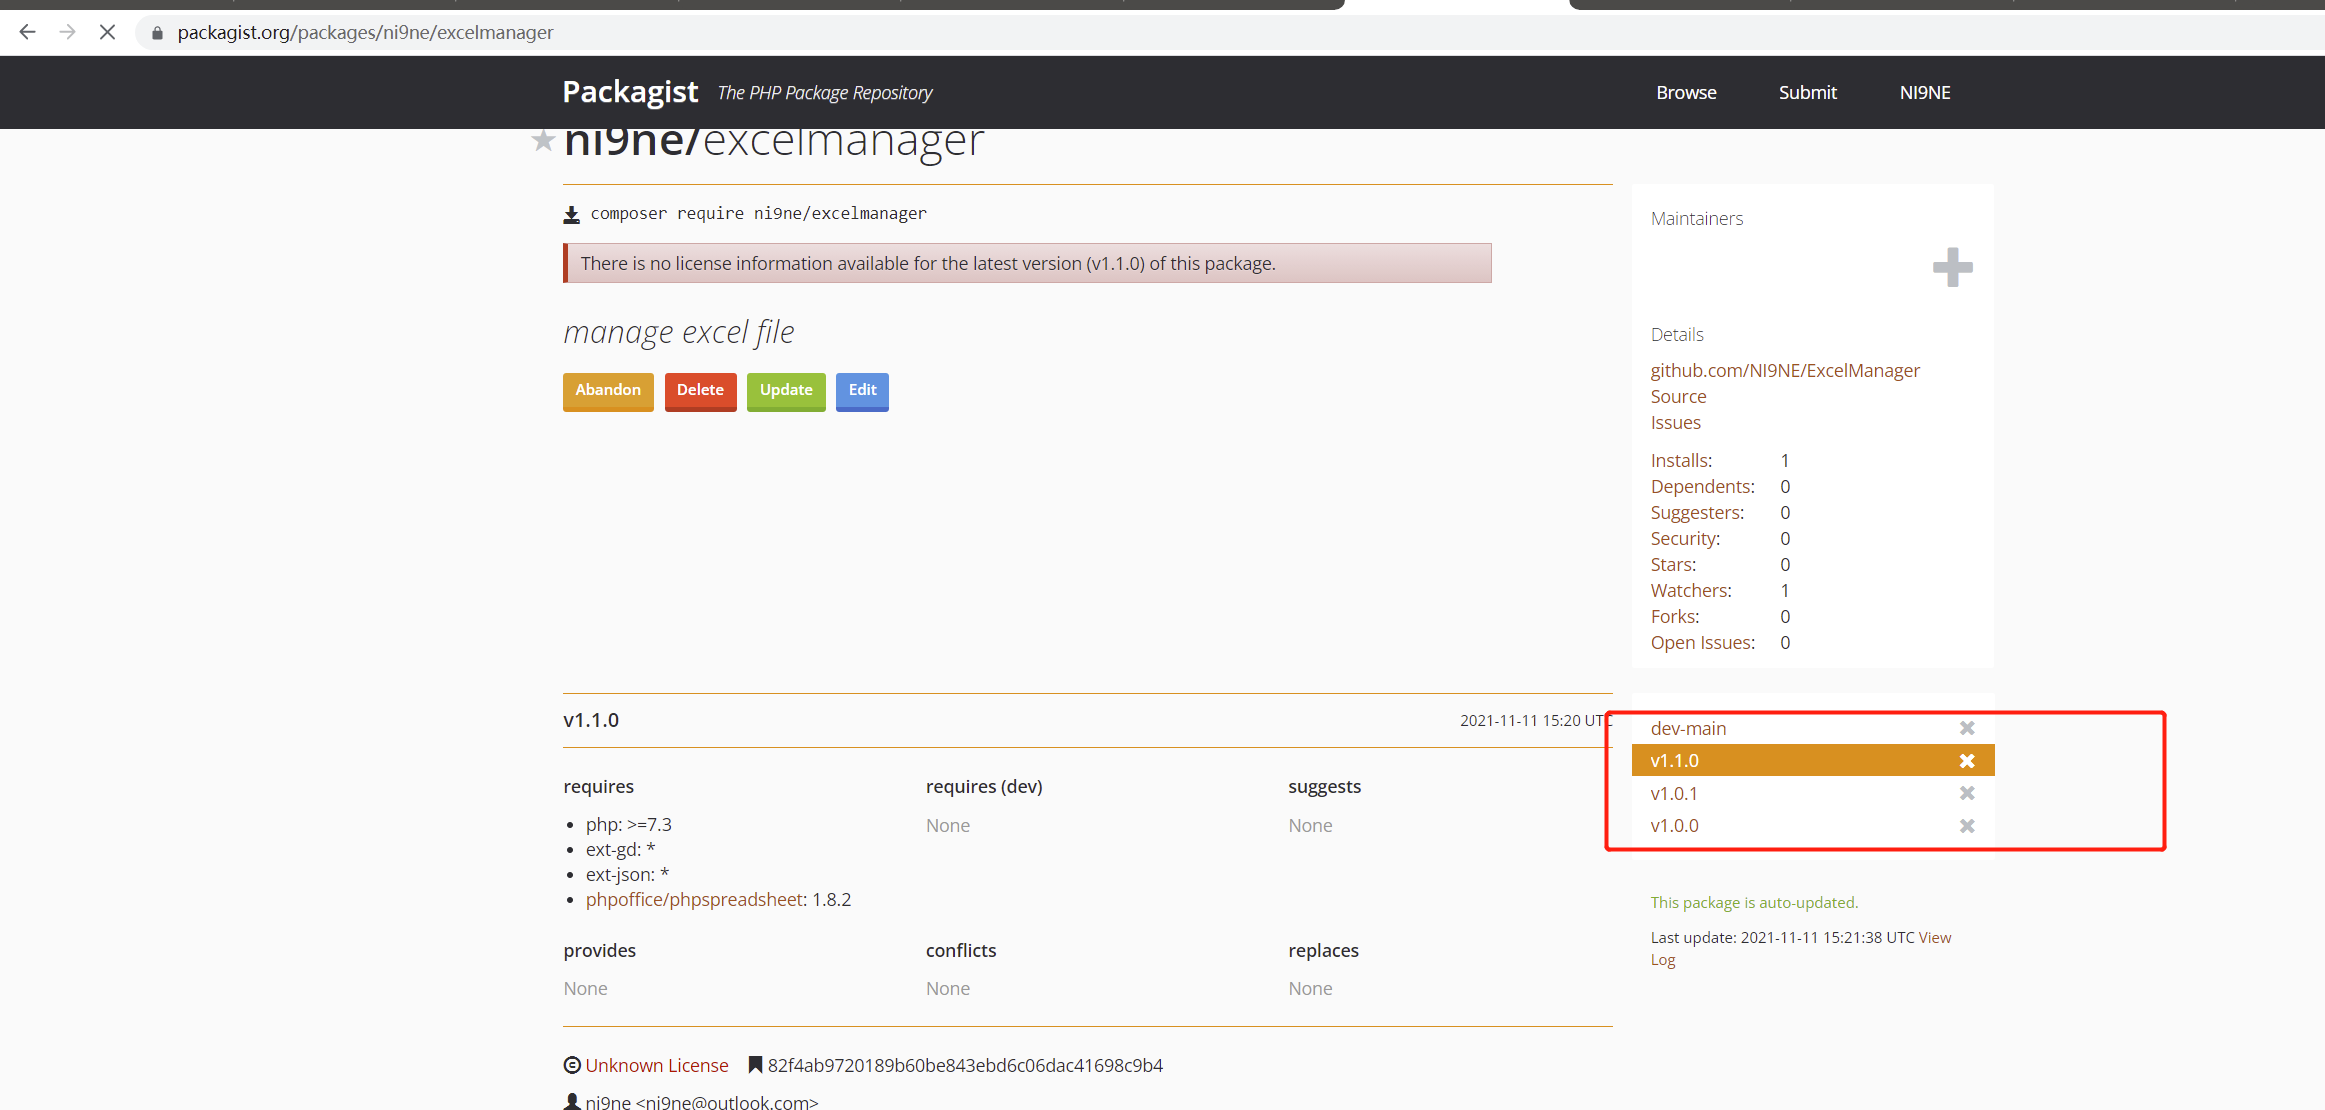 packagist.org/packages/ni9ne/excelmanager
Packagist The PHP Package Repository
Browse Submit NI9NE
ni9ne/excelmanager
composer require ni9ne/excelmanager
There is no license information available for the latest version (v1.1.0) of this package.
manage excel file
Abandon Delete Update Edit
Maintainers
Details
github.com/NI9NE/ExcelManager
Source
Issues
Installs: 1
Dependents: 0
Suggesters: 0
Security: 0
Stars: 0
Watchers: 1
Forks: 0
Open Issues: 0
v1.1.0 2021-11-11 15:20 UTC
requires
php: >=7.3
ext-gd: *
ext-json: *
phpoffice/phpspreadsheet: 1.8.2
requires (dev)
None
suggests
None
provides
None
conflicts
None
replaces
None
Unknown License 82f4ab9720189b60be843ebd6c06dac41698c9b4
ni9ne <ni9ne@outlook.com>
dev-main
v1.1.0
v1.0.1
v1.0.0
This package is auto-updated.
Last update: 2021-11-11 15:21:38 UTC View
Log